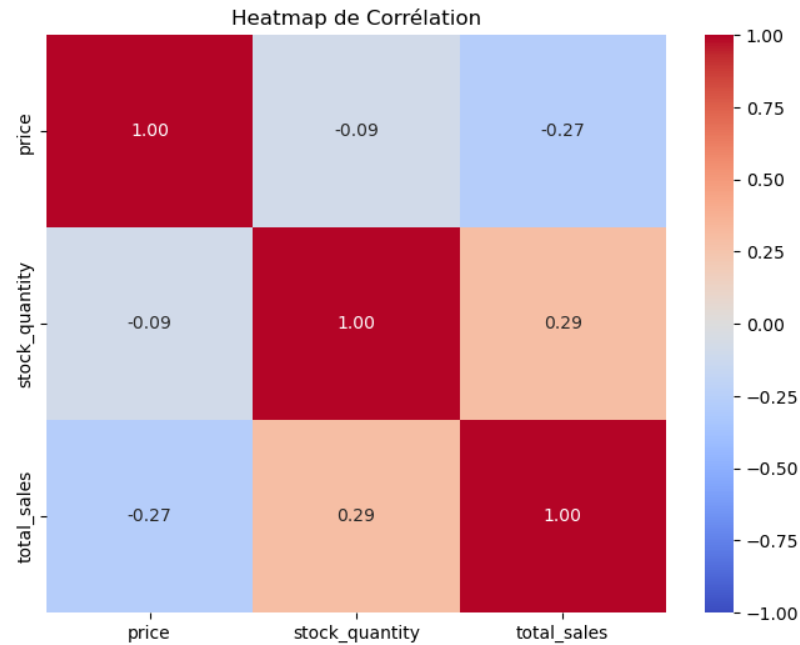 Heatmap de Corrélation
price
1.00
-0.09
-0.27
stock_quantity
-0.09
1.00
0.29
total_sales
-0.27
0.29
1.00
price
stock_quantity
total_sales
1.00
0.75
0.50
0.25
0.00
−0.25
−0.50
−0.75
−1.00